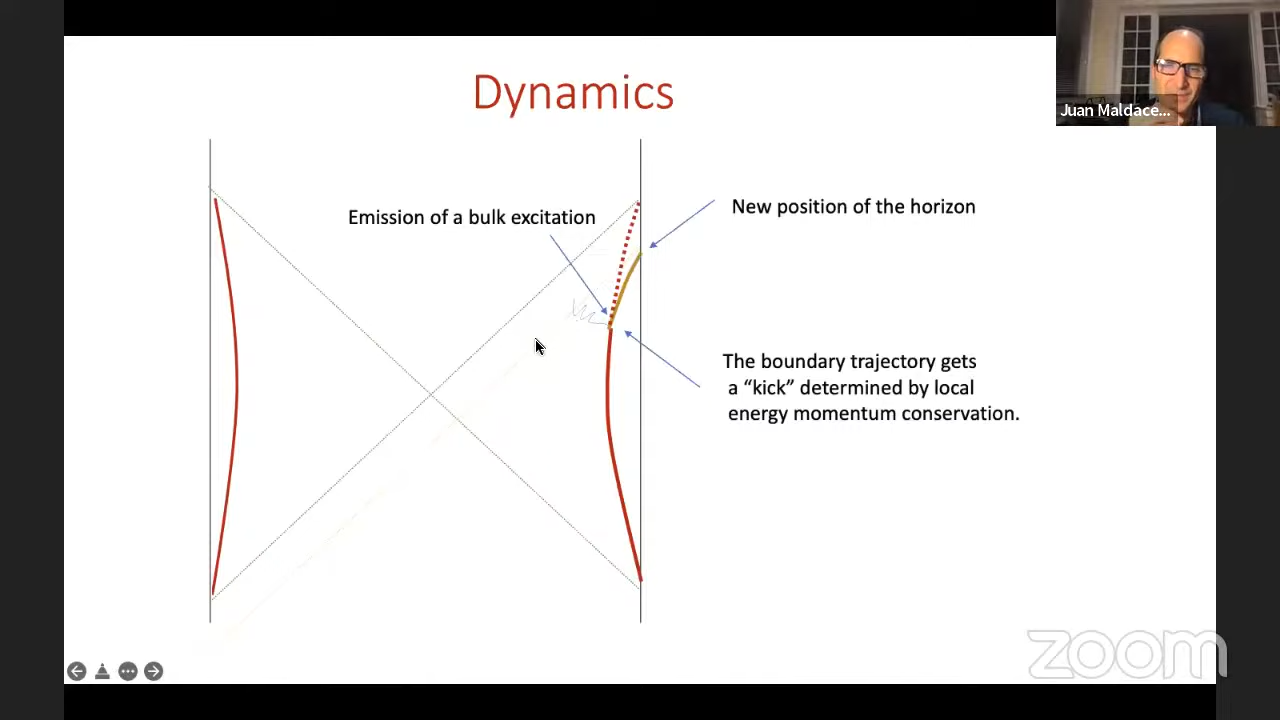 Dynamics
Juan Maldace...
New position of the horizon
Emission of a bulk excitation
The boundary trajectory gets
a “kick” determined by local
energy momentum conservation.
zoom